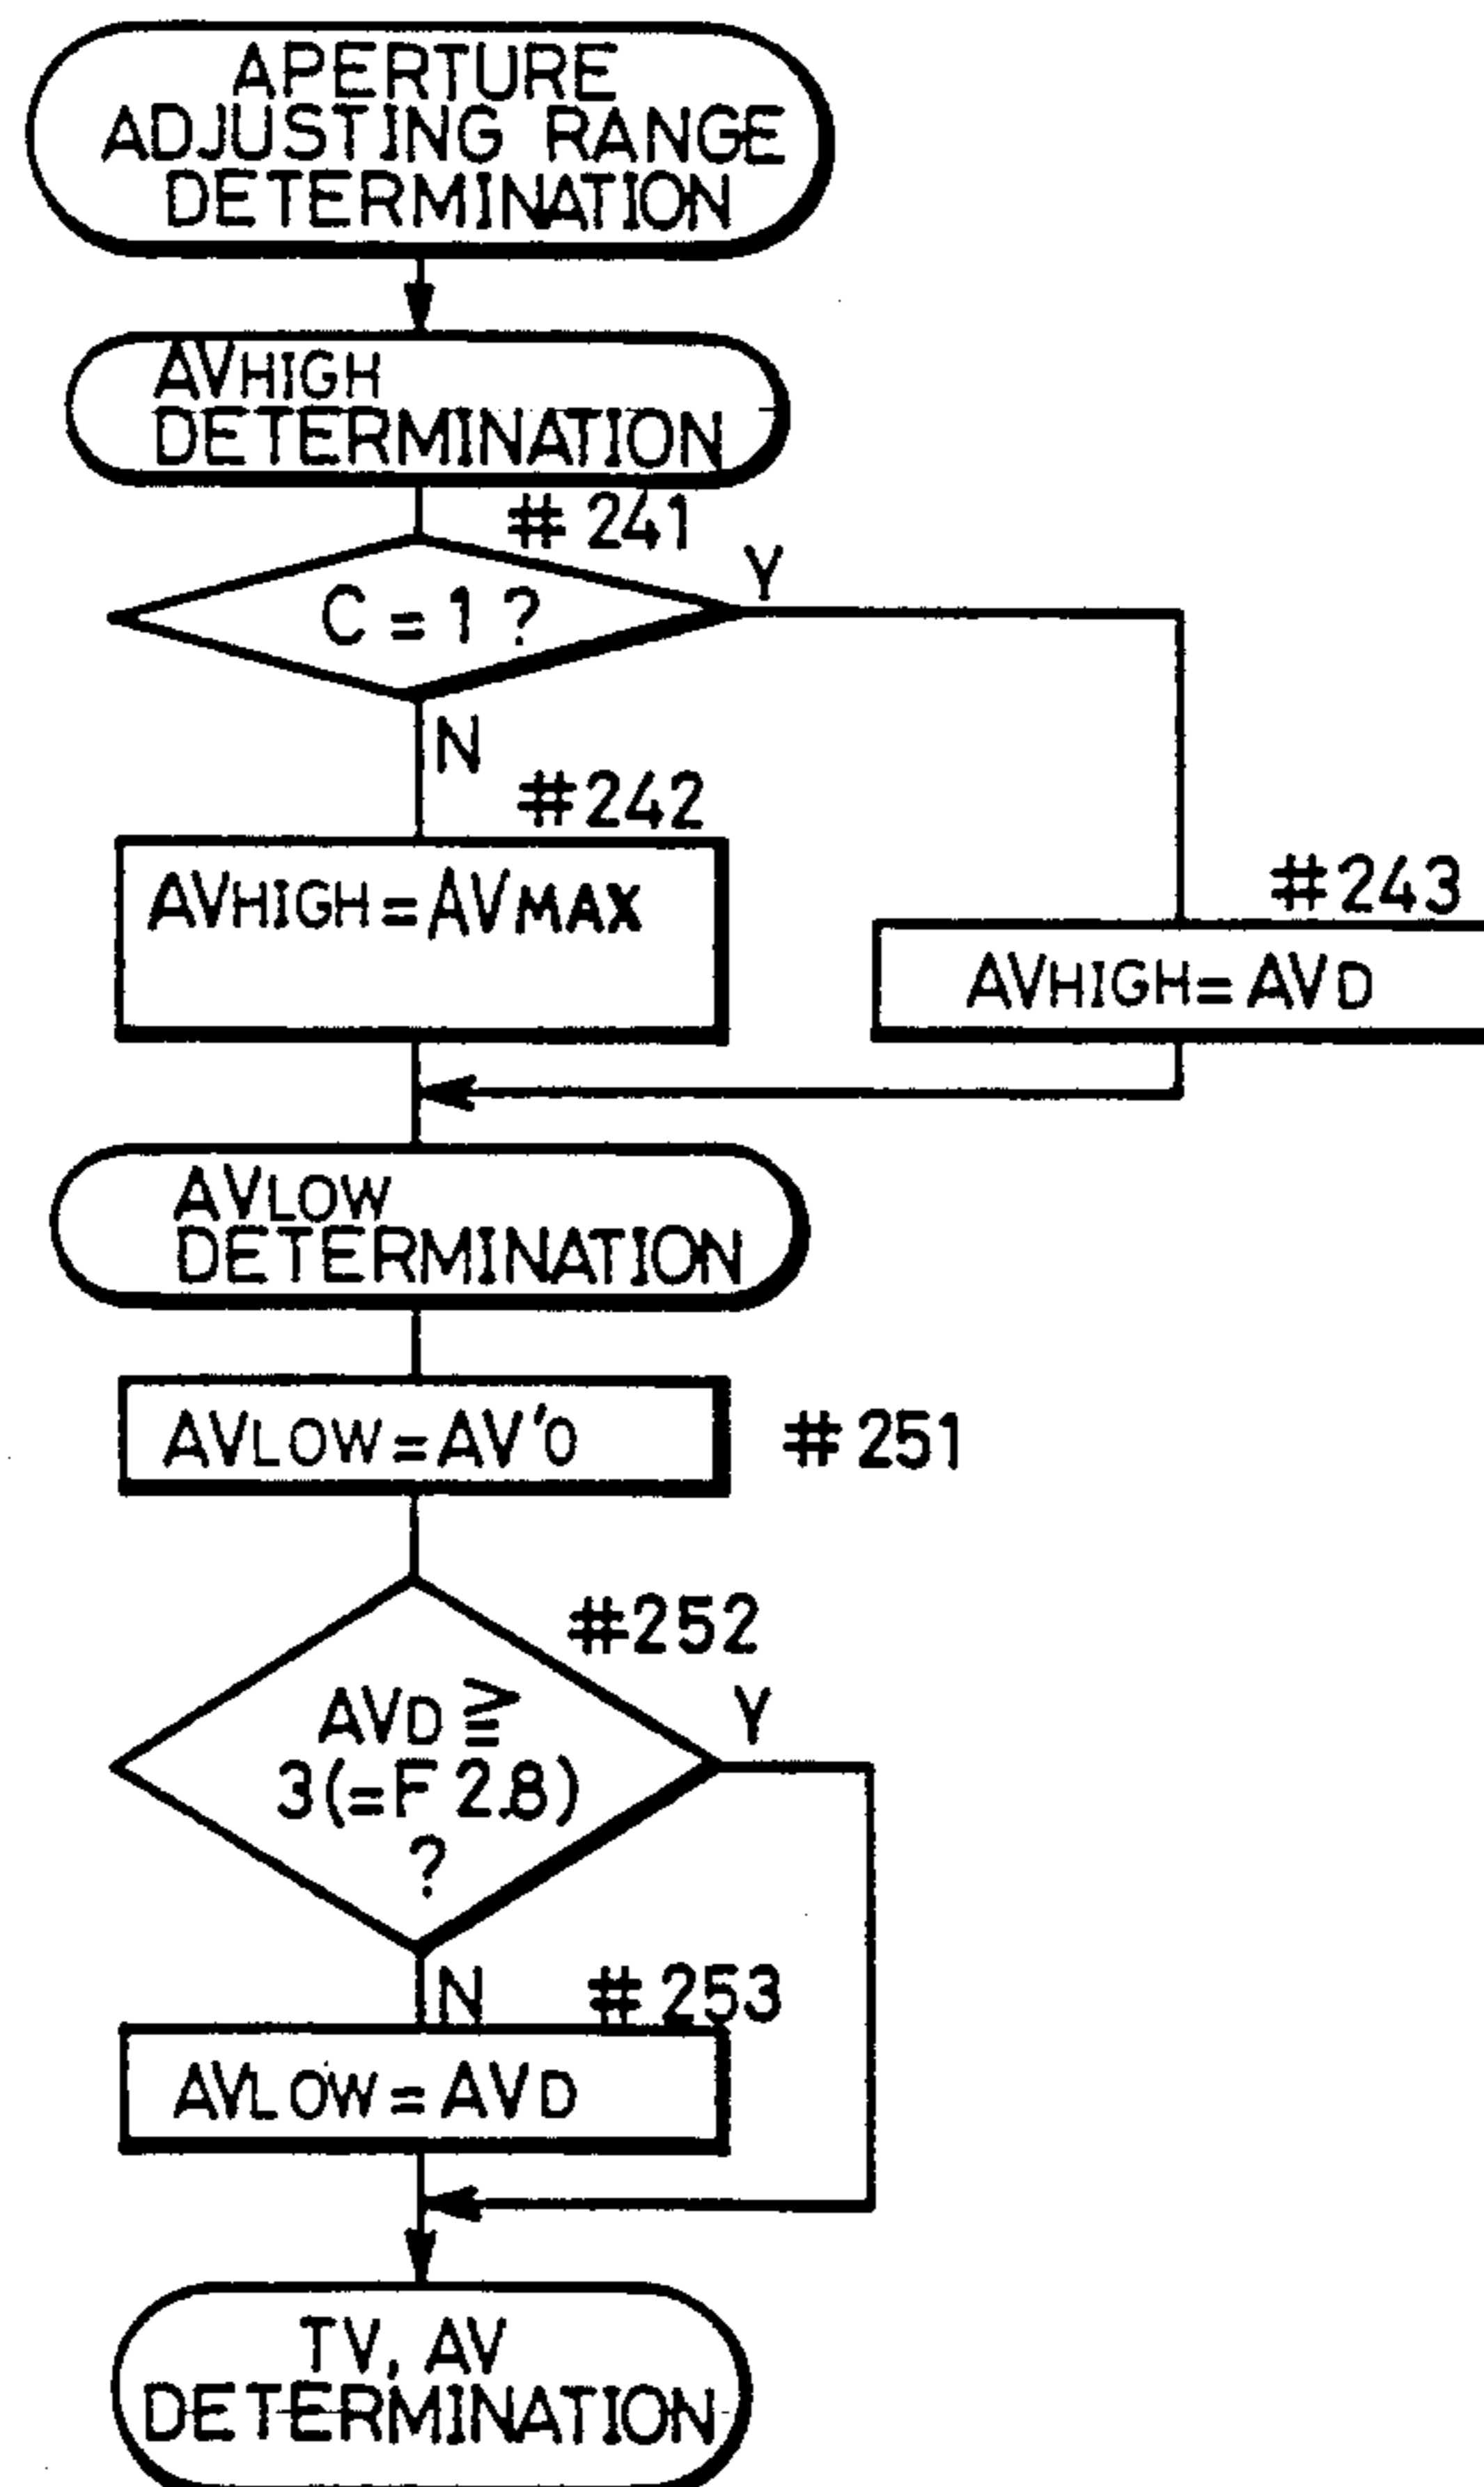 APERTURE
ADJUSTING RANGE
DETERMINATION
AVHIGH
DETERMINATION
# 241
C = 1 ?
Y
N
#242
AVHIGH = AVMAX
#243
AVHIGH = AVD
AVLOW
DETERMINATION
AVLOW = AV'O
#251
#252
AVD ≧
3(=F 2.8)
?
Y
N
#253
AVLOW = AVD
TV, AV
DETERMINATION